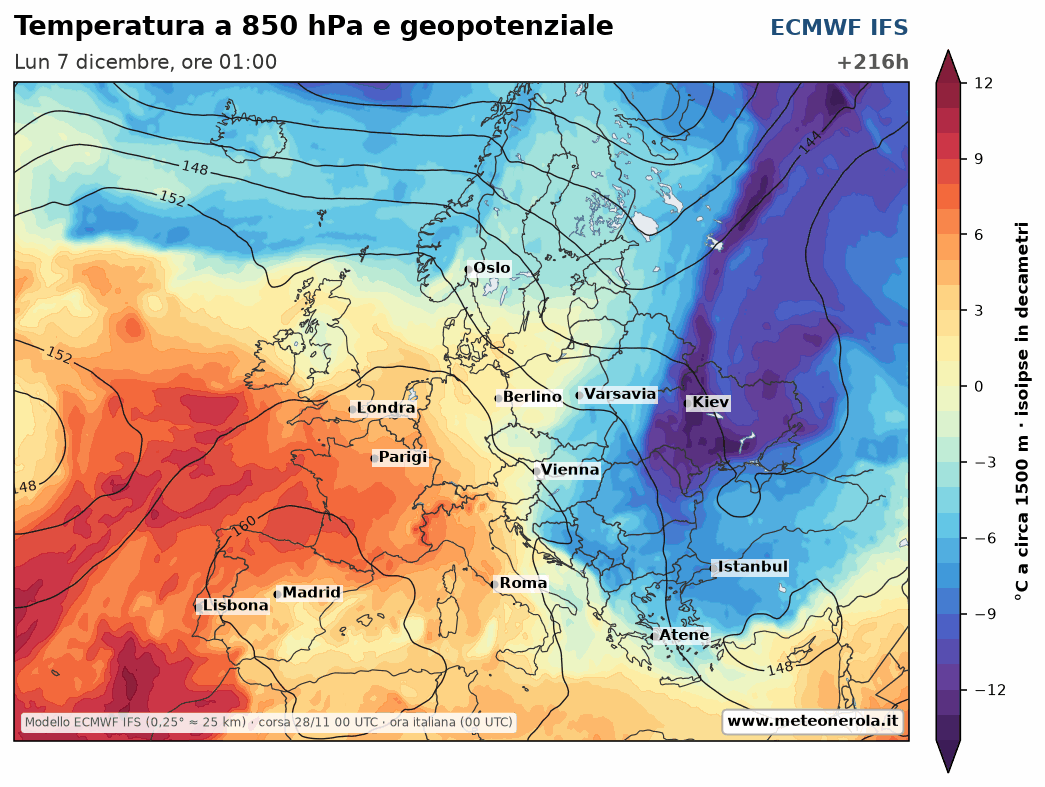 Temperatura a 850 hPa e geopotenziale
ECMWF IFS
Lun 7 dicembre, ore 01:00
+216h
12
9
6
3
0
−3
−6
−9
−12
°C a circa 1500 m · isoipse in decametri
144
148
152
Oslo
152
Berlino
Varsavia
Kiev
Londra
Parigi
Vienna
148
160
Istanbul
Roma
Madrid
Lisbona
Atene
148
Modello ECMWF IFS (0,25° ≈ 25 km) · corsa 28/11 00 UTC · ora italiana (00 UTC)
www.meteonerola.it